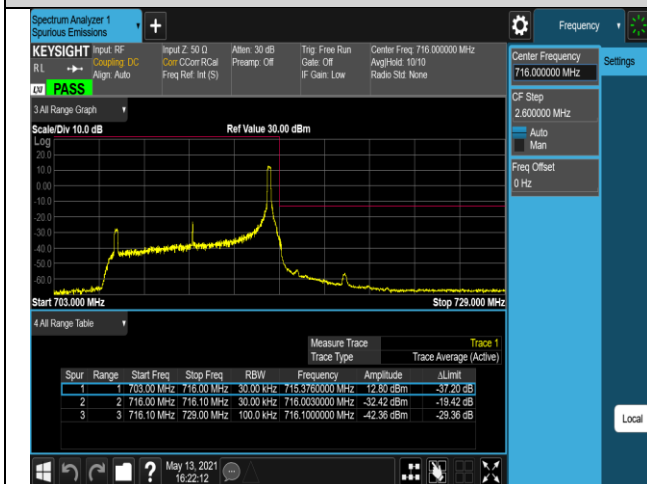 Spectrum Analyzer 1
Spurious Emissions
+
Frequency
KEYSIGHT Input: RF Input Z: 50 Ω Atten: 30 dB Trig: Free Run Center Freq: 716.000000 MHz
RL Coupling: DC Corr CCorr RCal Preamp: Off Gate: Off Avg|Hold: 10/10
Align: Auto Freq Ref: Int (S) IF Gain: Low Radio Std: None
LXI PASS
Center Frequency
716.000000 MHz
Settings
CF Step
2.600000 MHz
Auto
Man
Freq Offset
0 Hz
3 All Range Graph
Scale/Div 10.0 dB Ref Value 30.00 dBm
Log
20.0
10.0
0.00
-10.0
-20.0
-30.0
-40.0
-50.0
-60.0
Start 703.000 MHz Stop 729.000 MHz
4 All Range Table
Measure Trace Trace 1
Trace Type Trace Average (Active)
Spur Range Start Freq Stop Freq RBW Frequency Amplitude ΔLimit
1 1 703.00 MHz 716.00 MHz 30.00 kHz 715.3760000 MHz 12.80 dBm -37.20 dB
2 2 716.00 MHz 716.10 MHz 30.00 kHz 716.0030000 MHz -32.42 dBm -19.42 dB
3 3 716.10 MHz 729.00 MHz 100.0 kHz 716.1000000 MHz -42.36 dBm -29.36 dB
Local
? May 13, 2021
16:22:12